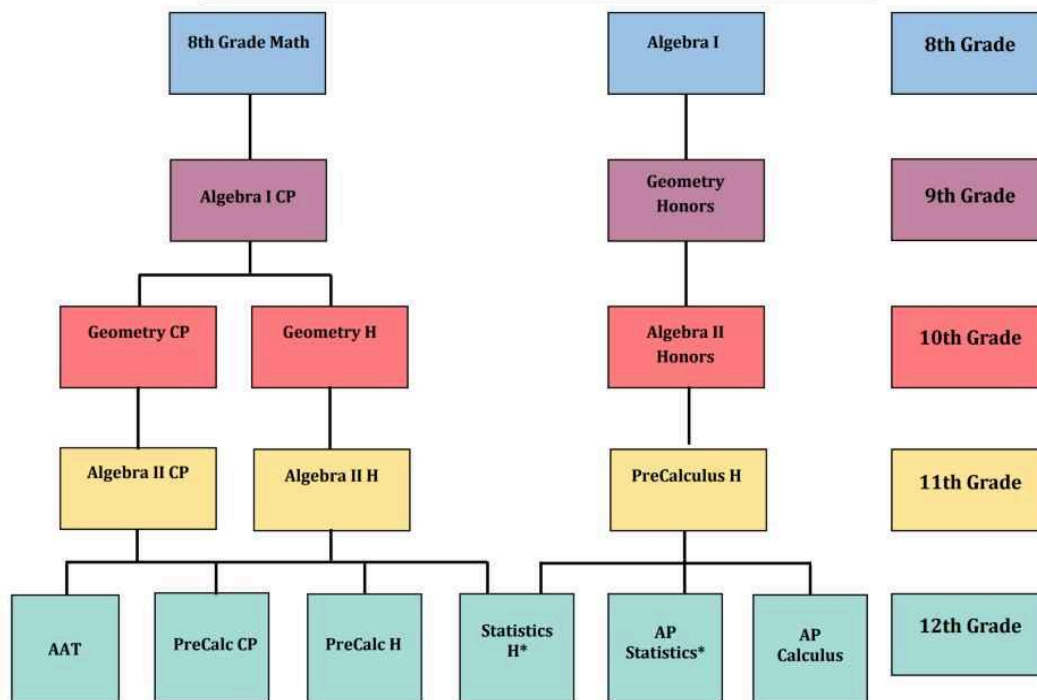 8th Grade Math
Algebra I
8th Grade
Algebra I CP
Geometry
Honors
9th Grade
Geometry CP
Geometry H
Algebra II
Honors
10th Grade
Algebra II CP
Algebra II H
PreCalculus H
11th Grade
AAT
PreCalc CP
PreCalc H
Statistics
H*
AP
Statistics*
AP
Calculus
12th Grade